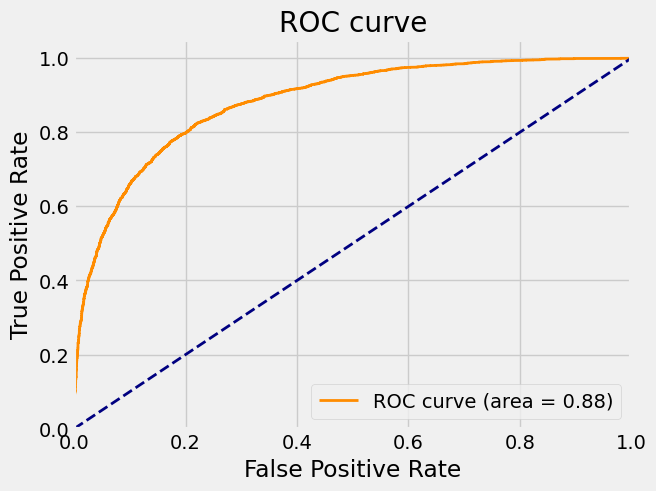 ROC curve
True Positive Rate
1.0
0.8
0.6
0.4
0.2
0.0
ROC curve (area = 0.88)
0.0 0.2 0.4 0.6 0.8 1.0
False Positive Rate